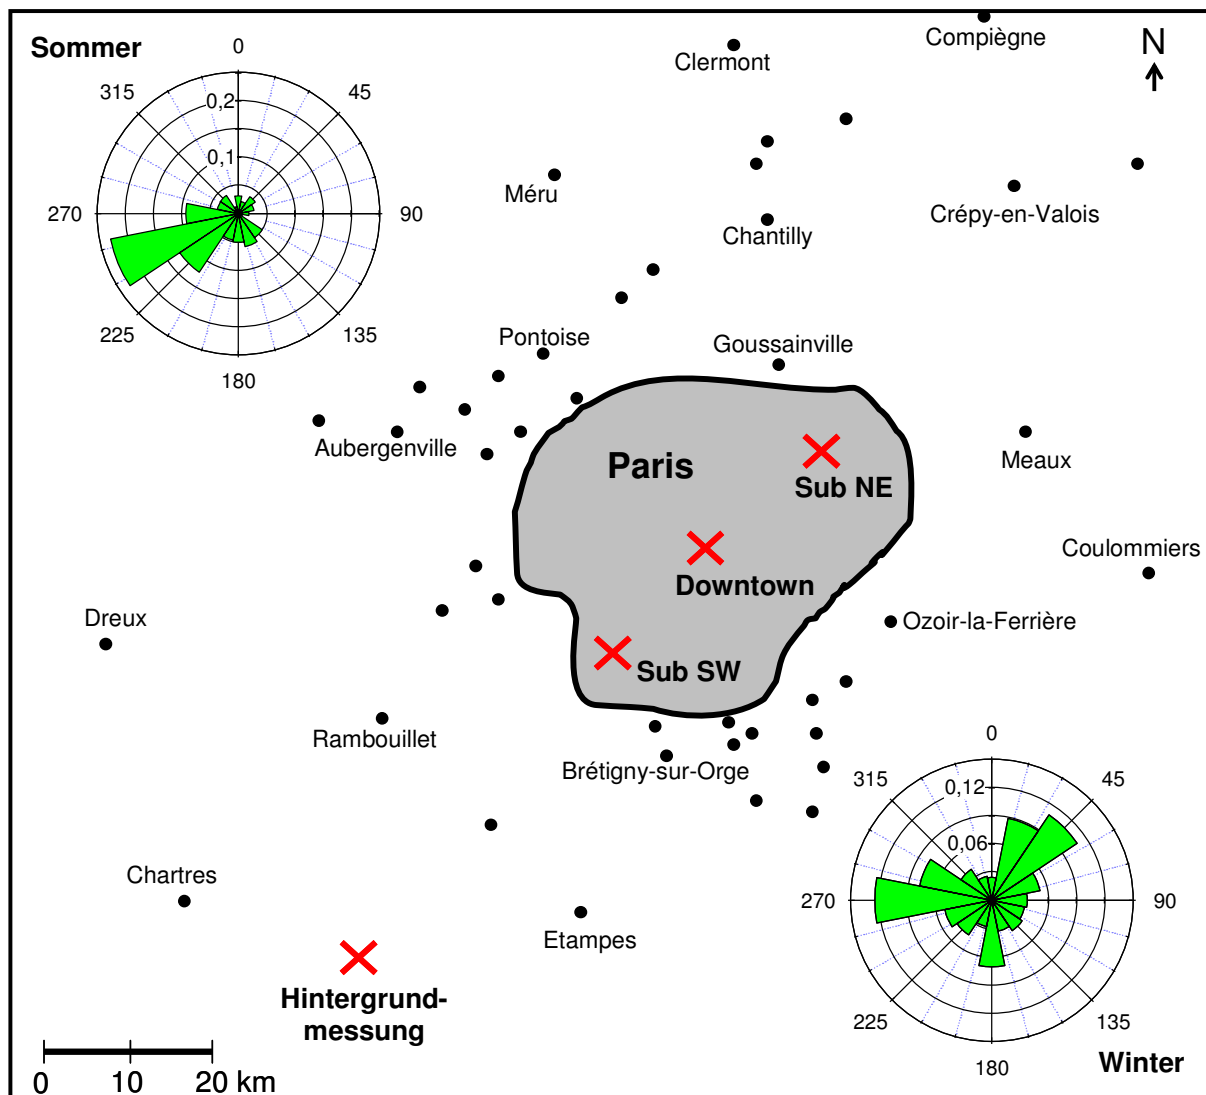 Sommer
0
45
90
135
180
225
270
315
0,2
0,1
Compiègne
Clermont
N
Méru
Crépy-en-Valois
Chantilly
Pontoise
Goussainville
Aubergenville
Paris
Meaux
Sub NE
Coulommiers
Downtown
Dreux
Ozoir-la-Ferrière
Sub SW
Rambouillet
Brétigny-sur-Orge
0
45
90
135
180
225
270
315
0,12
0,06
Winter
Chartres
Etampes
Hintergrund-
messung
0 10 20 km